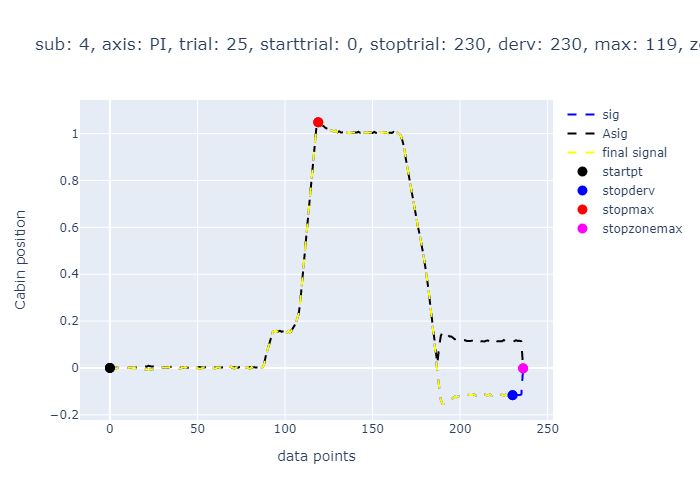 sub: 4, axis: PI, trial: 25, starttrial: 0, stoptrial: 230, derv: 230, max: 119, z
sig
Asig
final signal
startpt
stopderv
stopmax
stopzonemax
Cabin position
1
0.8
0.6
0.4
0.2
0
−0.2
0
50
100
150
200
250
data points